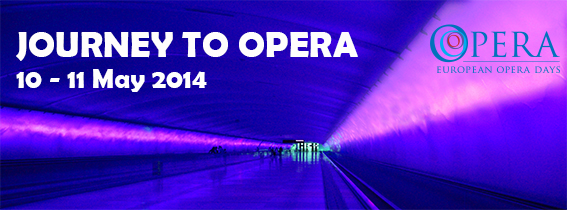 JOURNEY TO OPERA
10 - 11 May 2014
OPERA
EUROPEAN OPERA DAYS